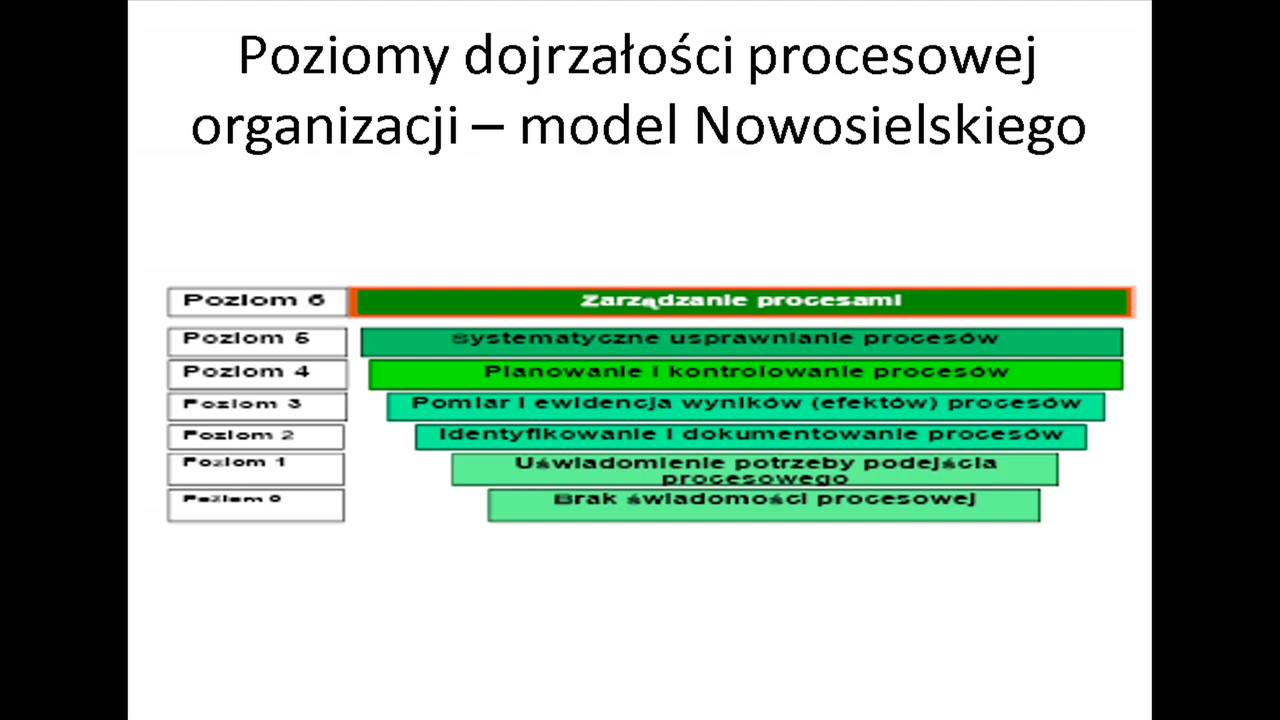 Poziomy dojrzałości procesowej
organizacji – model Nowosielskiego
Poziom 6 Zarządzanie procesami
Poziom 5 Systematyczne usprawnianie procesów
Poziom 4 Planowanie i kontrolowanie procesów
Poziom 3 Pomiar i ewidencja wyników (efektów) procesów
Poziom 2 Identyfikowanie i dokumentowanie procesów
Poziom 1 Uświadomienie potrzeby podejścia
procesowego
Poziom 0 Brak świadomości procesowej